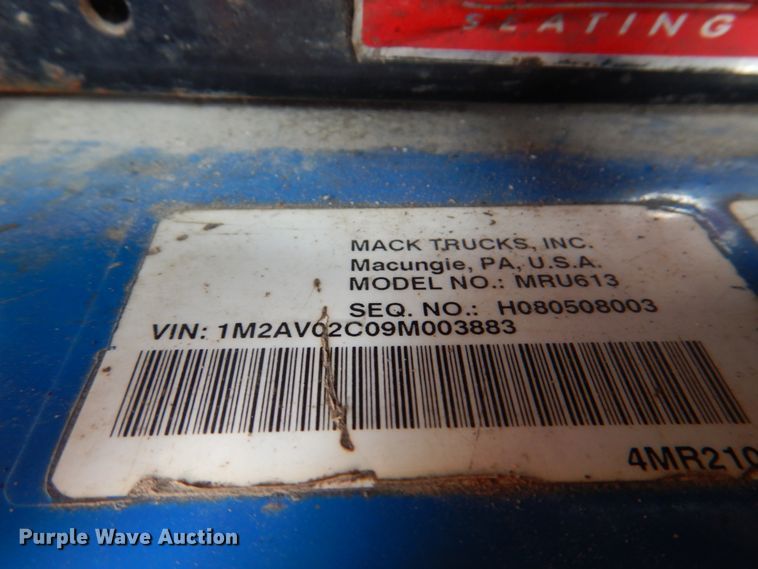 SEATING
MACK TRUCKS, INC.
Macungie, PA, U.S.A.
MODEL NO.: MRU613
SEQ. NO.: H080508003
VIN: 1M2AV02C09M003883
4MR210
Purple Wave Auction